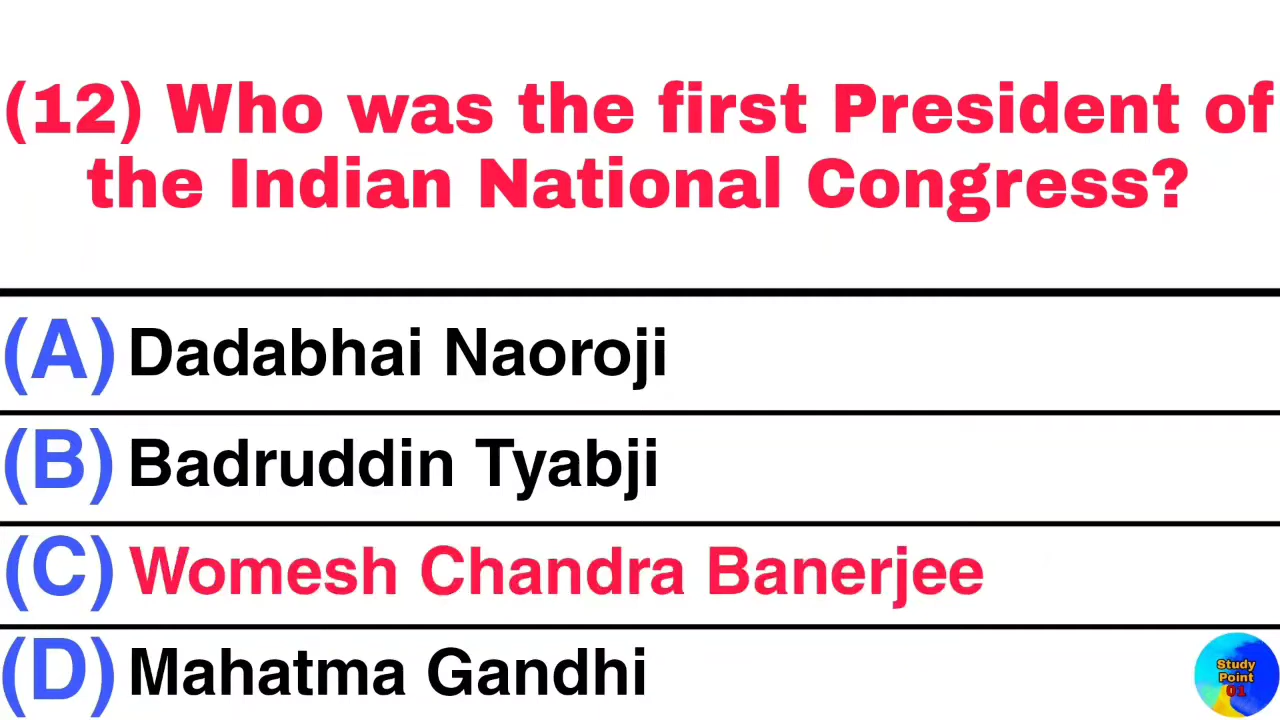 (12) Who was the first President of
the Indian National Congress?
(A) Dadabhai Naoroji
(B) Badruddin Tyabji
(C) Womesh Chandra Banerjee
(D) Mahatma Gandhi
Study
Point
01